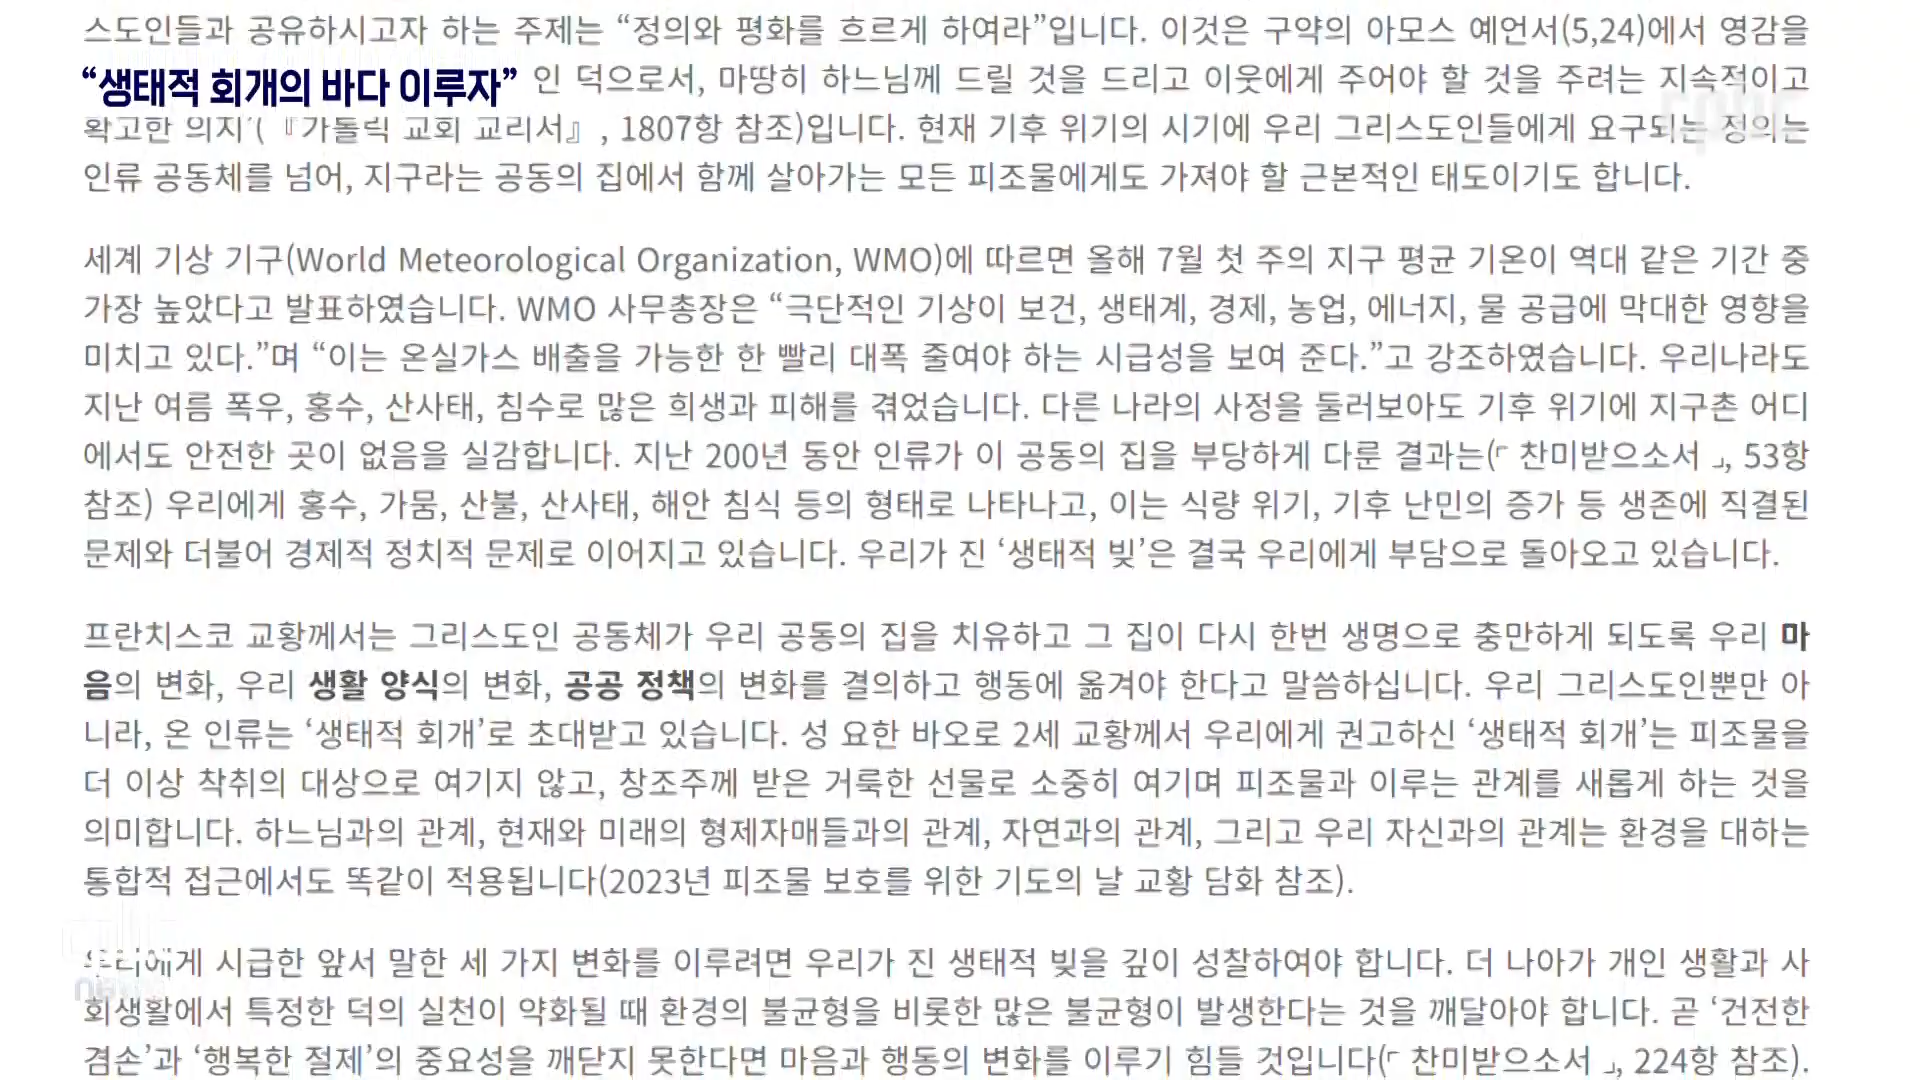 스도인들과 공유하시고자 하는 주제는 “정의와 평화를 흐르게 하여라”입니다. 이것은 구약의 아모스 예언서(5,24)에서 영감을
“생태적 회개의 바다 이루자”
인 덕으로서, 마땅히 하느님께 드릴 것을 드리고 이웃에게 주어야 할 것을 주려는 지속적이고
확고한 의지’(『가톨릭 교회 교리서』, 1807항 참조)입니다. 현재 기후 위기의 시기에 우리 그리스도인들에게 요구되는 정의는
인류 공동체를 넘어, 지구라는 공동의 집에서 함께 살아가는 모든 피조물에게도 가져야 할 근본적인 태도이기도 합니다.
세계 기상 기구(World Meteorological Organization, WMO)에 따르면 올해 7월 첫 주의 지구 평균 기온이 역대 같은 기간 중
가장 높았다고 발표하였습니다. WMO 사무총장은 “극단적인 기상이 보건, 생태계, 경제, 농업, 에너지, 물 공급에 막대한 영향을
미치고 있다.”며 “이는 온실가스 배출을 가능한 한 빨리 대폭 줄여야 하는 시급성을 보여 준다.”고 강조하였습니다. 우리나라도
지난 여름 폭우, 홍수, 산사태, 침수로 많은 희생과 피해를 겪었습니다. 다른 나라의 사정을 둘러보아도 기후 위기에 지구촌 어디
에서도 안전한 곳이 없음을 실감합니다. 지난 200년 동안 인류가 이 공동의 집을 부당하게 다룬 결과는(「찬미받으소서」, 53항
참조) 우리에게 홍수, 가뭄, 산불, 산사태, 해안 침식 등의 형태로 나타나고, 이는 식량 위기, 기후 난민의 증가 등 생존에 직결된
문제와 더불어 경제적 정치적 문제로 이어지고 있습니다. 우리가 진 ‘생태적 빚’은 결국 우리에게 부담으로 돌아오고 있습니다.
프란치스코 교황께서는 그리스도인 공동체가 우리 공동의 집을 치유하고 그 집이 다시 한번 생명으로 충만하게 되도록 우리 마
음의 변화, 우리 생활 양식의 변화, 공공 정책의 변화를 결의하고 행동에 옮겨야 한다고 말씀하십니다. 우리 그리스도인뿐만 아
니라, 온 인류는 ‘생태적 회개’로 초대받고 있습니다. 성 요한 바오로 2세 교황께서 우리에게 권고하신 ‘생태적 회개’는 피조물을
더 이상 착취의 대상으로 여기지 않고, 창조주께 받은 거룩한 선물로 소중히 여기며 피조물과 이루는 관계를 새롭게 하는 것을
의미합니다. 하느님과의 관계, 현재와 미래의 형제자매들과의 관계, 자연과의 관계, 그리고 우리 자신과의 관계는 환경을 대하는
통합적 접근에서도 똑같이 적용됩니다(2023년 피조물 보호를 위한 기도의 날 교황 담화 참조).
우리에게 시급한 앞서 말한 세 가지 변화를 이루려면 우리가 진 생태적 빚을 깊이 성찰하여야 합니다. 더 나아가 개인 생활과 사
회생활에서 특정한 덕의 실천이 약화될 때 환경의 불균형을 비롯한 많은 불균형이 발생한다는 것을 깨달아야 합니다. 곧 ‘건전한
겸손’과 ‘행복한 절제’의 중요성을 깨닫지 못한다면 마음과 행동의 변화를 이루기 힘들 것입니다(「찬미받으소서」, 224항 참조).